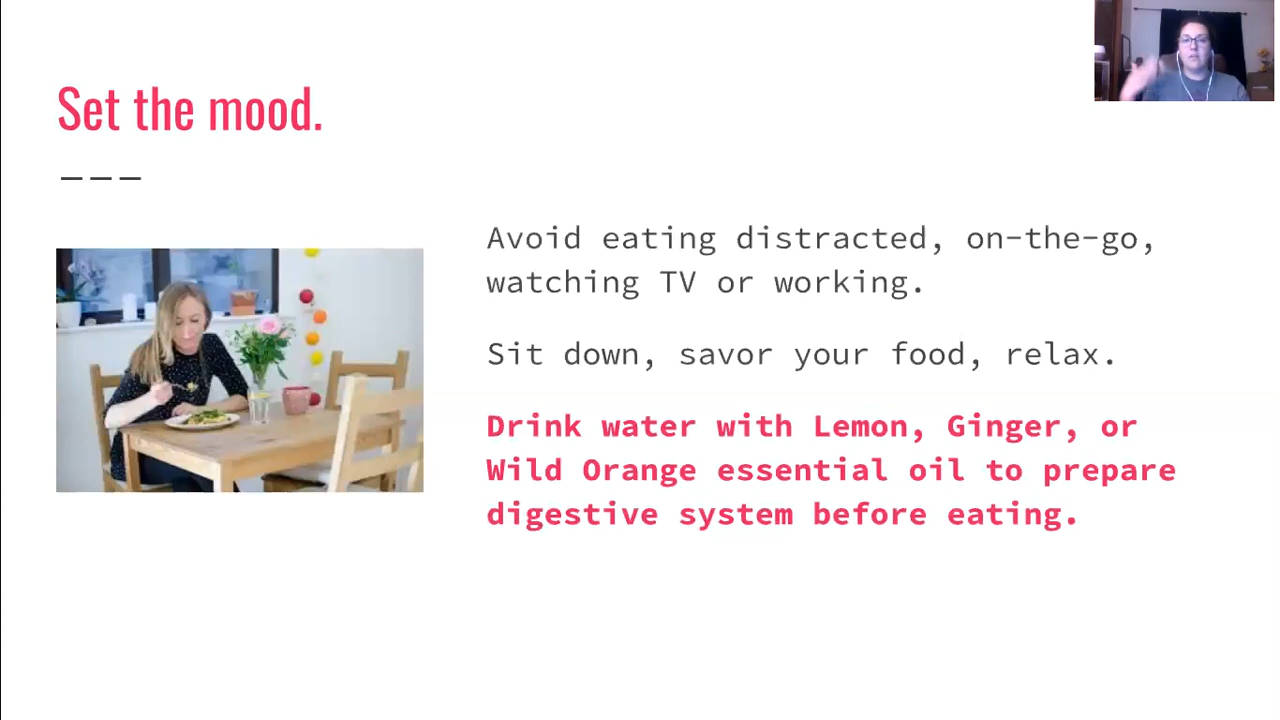 Set the mood.
Avoid eating distracted, on-the-go,
watching TV or working.
Sit down, savor your food, relax.
Drink water with Lemon, Ginger, or
Wild Orange essential oil to prepare
digestive system before eating.